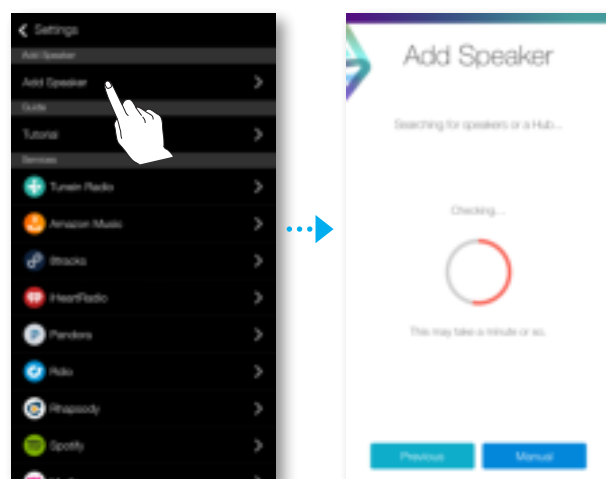 Settings
Add Speaker
Add Speaker
Guide
Tutorial
Services
TuneIn Radio
Amazon Music
8tracks
iHeartRadio
Pandora
Rdio
Rhapsody
Spotify
Add Speaker
Searching for speakers or a Hub...
Checking...
This may take a minute or so.
Previous
Manual